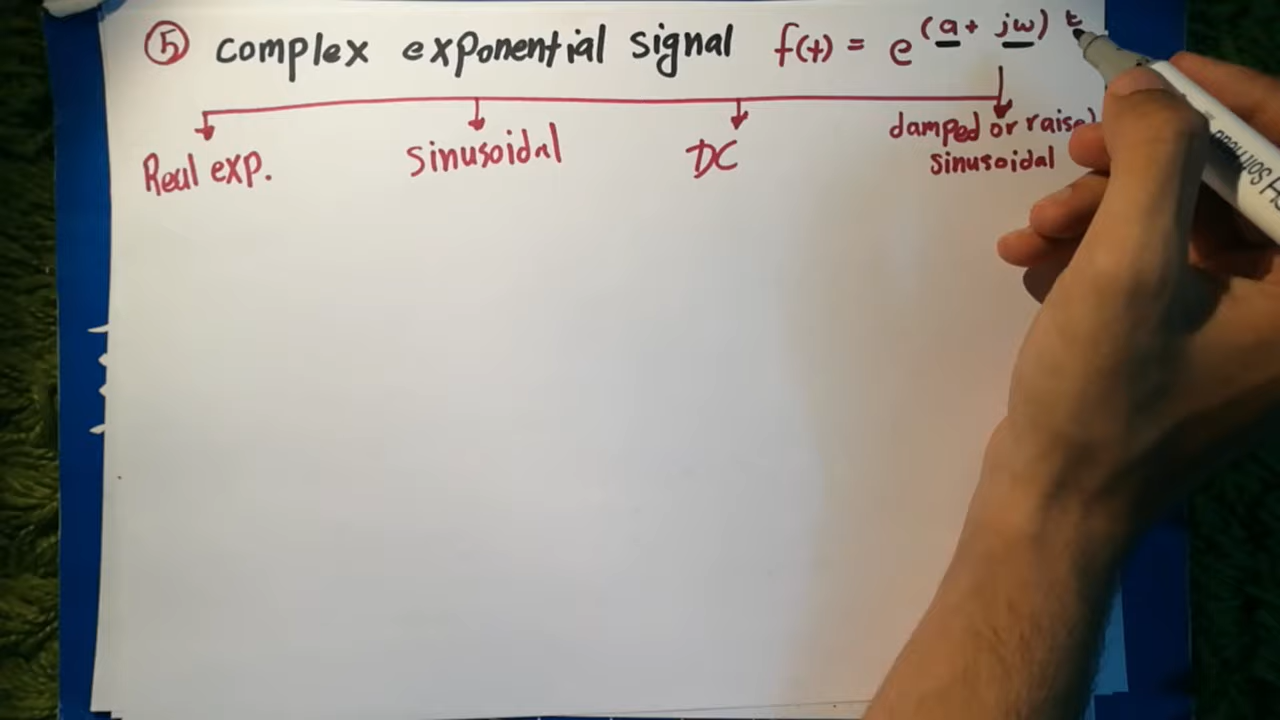 ⑤ complex exponential signal f(t) = e^(a + jω) t
Real exp. sinusoidal DC damped or raised
sinusoidal